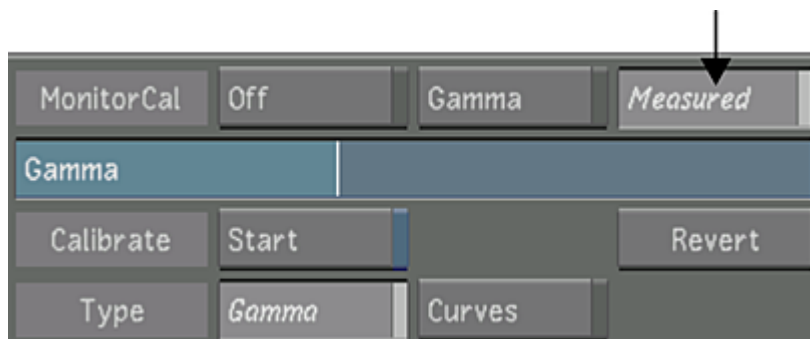 MonitorCal Off Gamma Measured
Gamma
Calibrate Start Revert
Type Gamma Curves